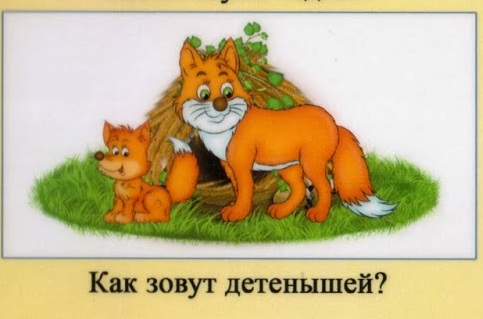 Как зовут детенышей?